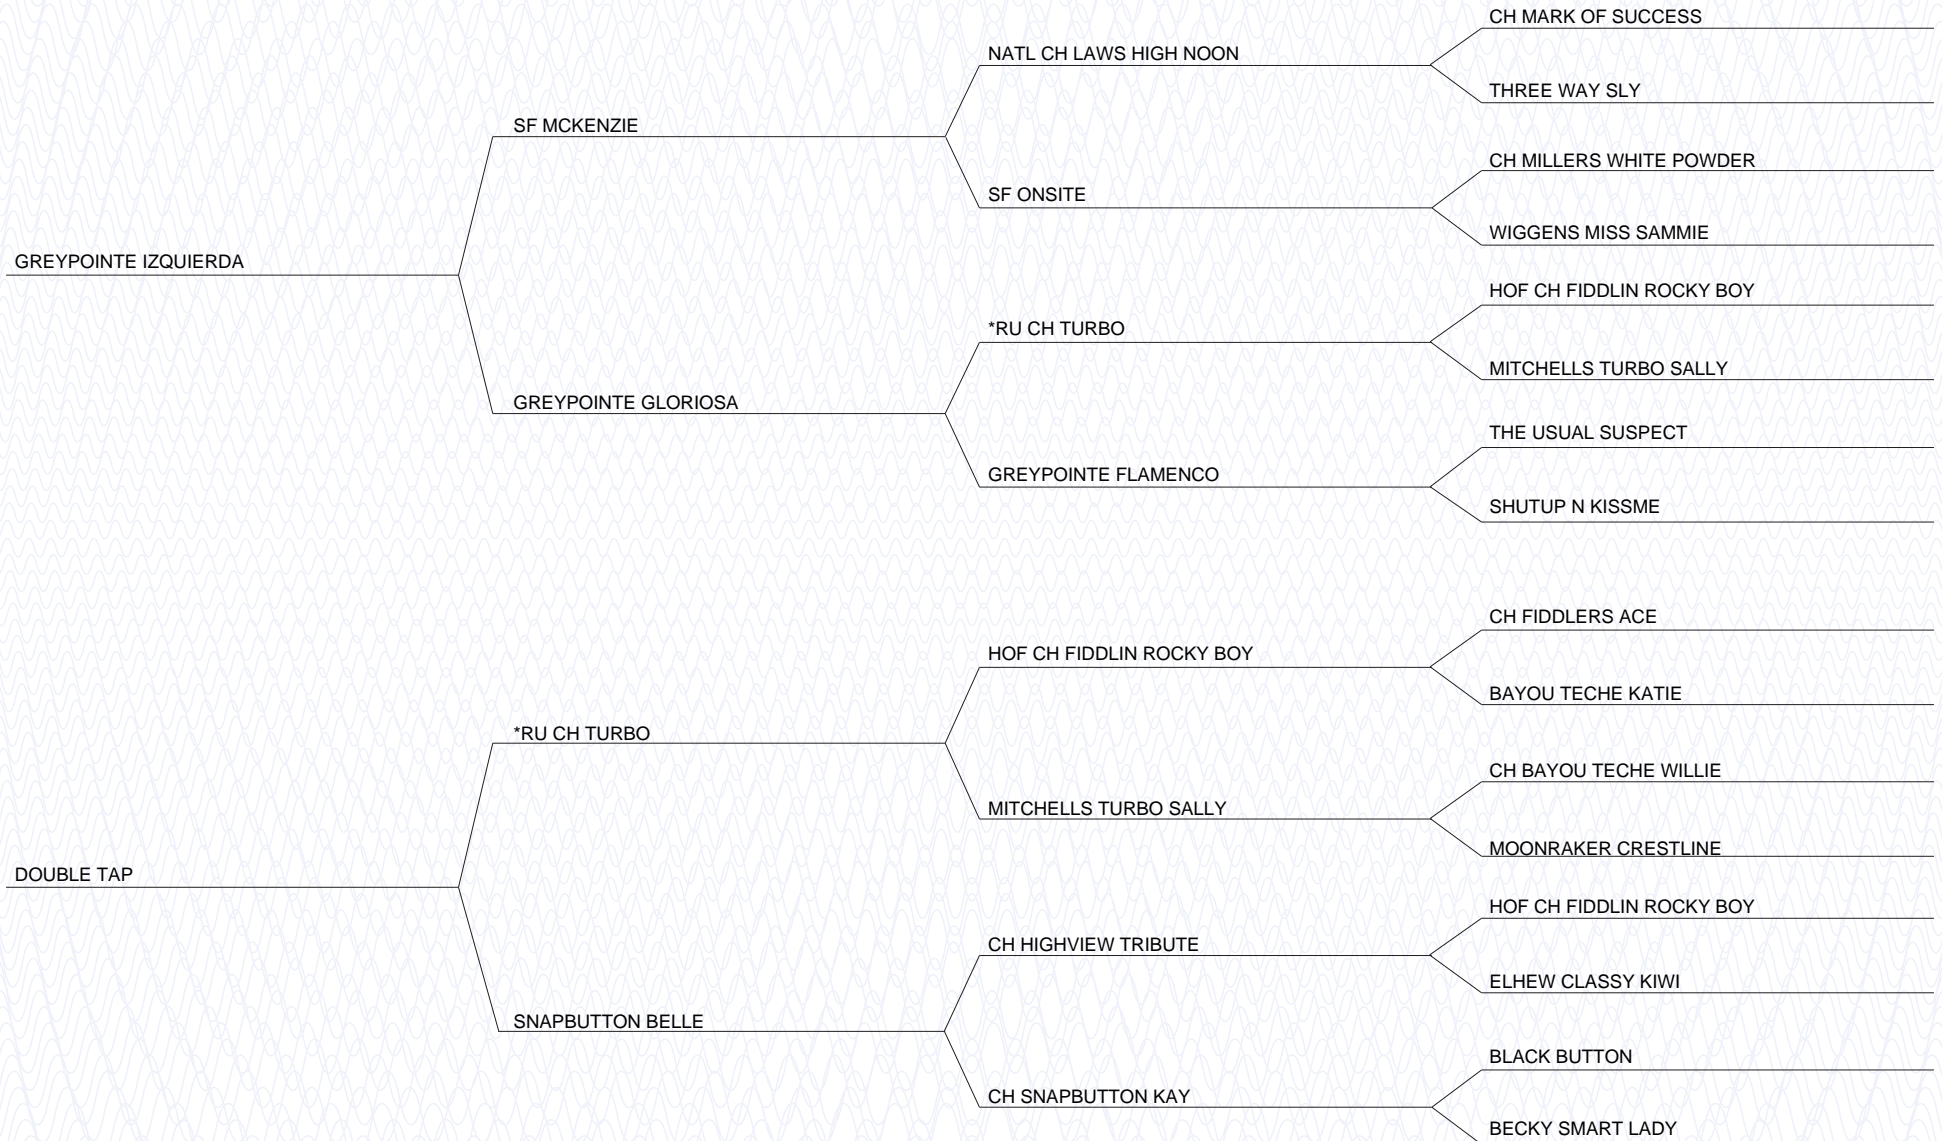 CH MARK OF SUCCESS
NATL CH LAWS HIGH NOON
THREE WAY SLY
SF MCKENZIE
CH MILLERS WHITE POWDER
SF ONSITE
WIGGENS MISS SAMMIE
GREYPOINTE IZQUIERDA
HOF CH FIDDLIN ROCKY BOY
*RU CH TURBO
MITCHELLS TURBO SALLY
GREYPOINTE GLORIOSA
THE USUAL SUSPECT
GREYPOINTE FLAMENCO
SHUTUP N KISSME
CH FIDDLERS ACE
HOF CH FIDDLIN ROCKY BOY
BAYOU TECHE KATIE
*RU CH TURBO
CH BAYOU TECHE WILLIE
MITCHELLS TURBO SALLY
MOONRAKER CRESTLINE
DOUBLE TAP
HOF CH FIDDLIN ROCKY BOY
CH HIGHVIEW TRIBUTE
ELHEW CLASSY KIWI
SNAPBUTTON BELLE
BLACK BUTTON
CH SNAPBUTTON KAY
BECKY SMART LADY